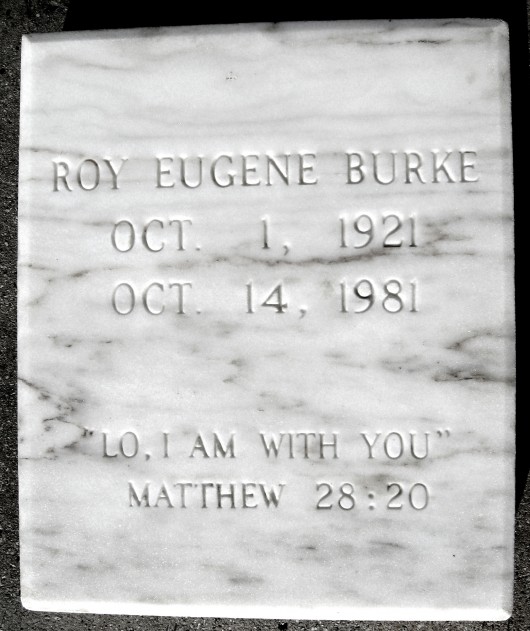 ROY EUGENE BURKE
OCT. 1, 1921
OCT. 14, 1981
"LO, I AM WITH YOU"
MATTHEW 28:20